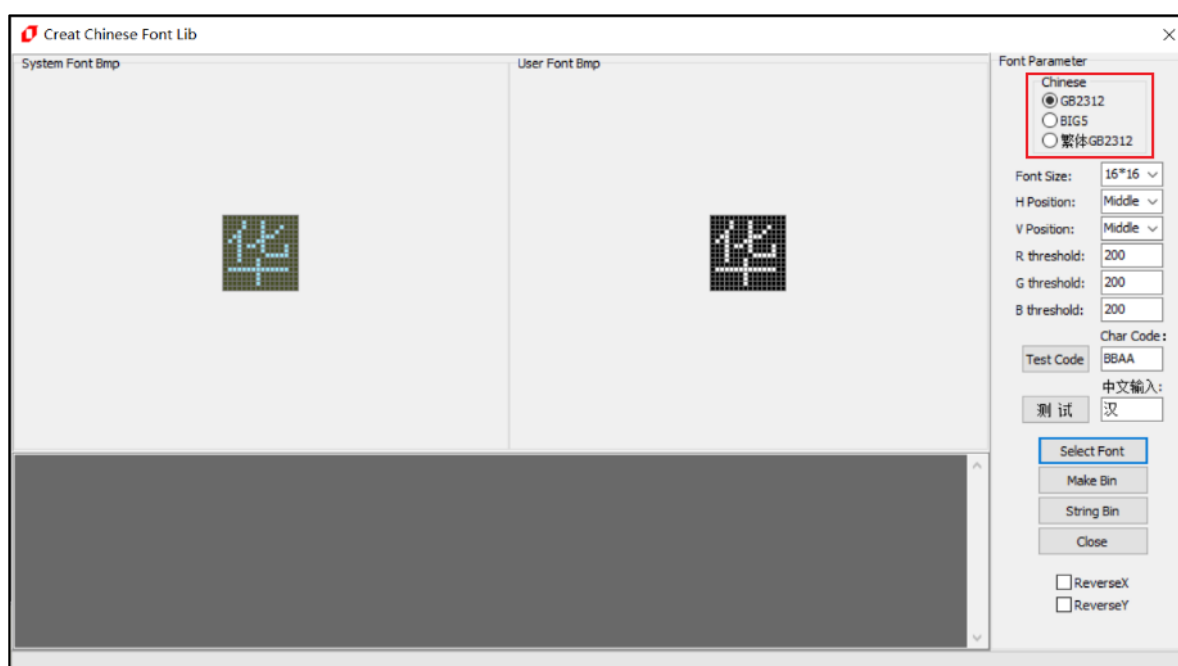 Creat Chinese Font Lib
System Font Bmp
User Font Bmp
华
华
Font Parameter
Chinese
GB2312
BIG5
繁体GB2312
Font Size: 16*16
H Position: Middle
V Position: Middle
R threshold: 200
G threshold: 200
B threshold: 200
Char Code:
Test Code BBAA
中文输入:
测 试 汉
Select Font
Make Bin
String Bin
Close
ReverseX
ReverseY